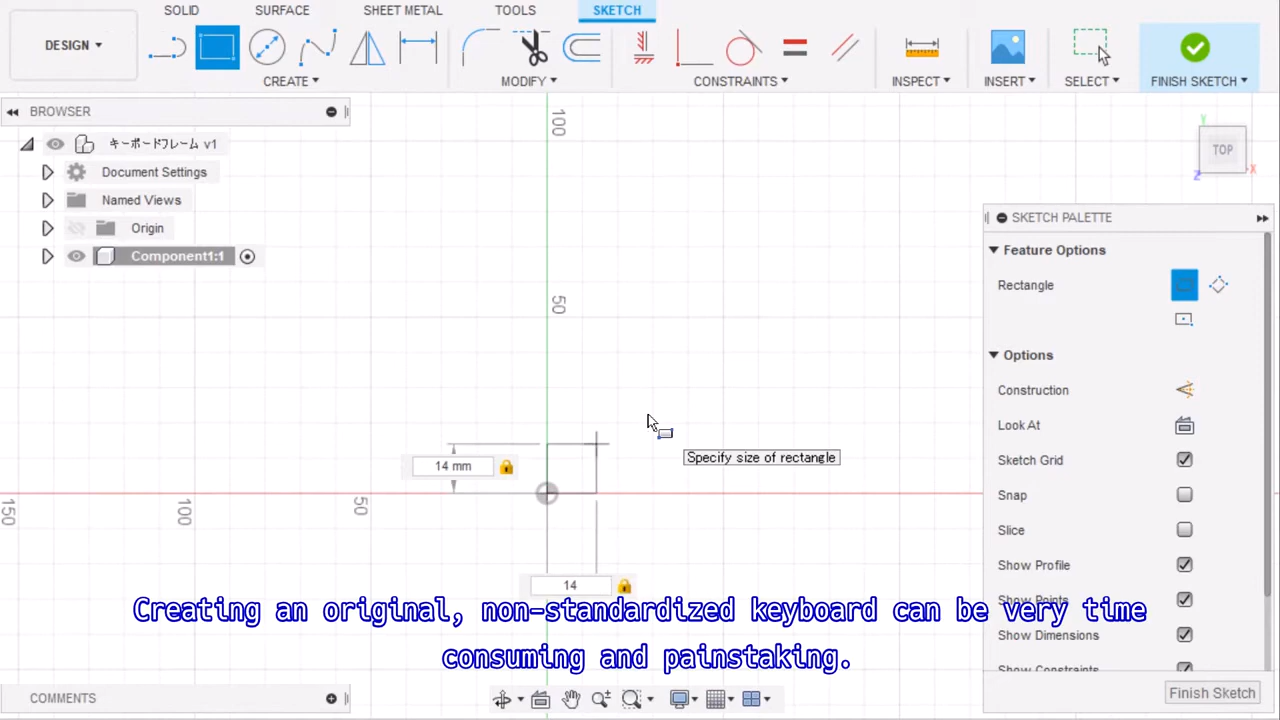 SOLID
SURFACE
SHEET METAL
TOOLS
SKETCH
DESIGN
CREATE
MODIFY
CONSTRAINTS
INSPECT
INSERT
SELECT
FINISH SKETCH
BROWSER
キーボードフレーム v1
Document Settings
Named Views
Origin
Component1:1
100
50
50
100
150
TOP
Y
X
Z
SKETCH PALETTE
Feature Options
Rectangle
Options
Construction
Look At
Sketch Grid
Snap
Slice
Show Profile
Show Points
Show Dimensions
Show Constraints
Finish Sketch
14 mm
Specify size of rectangle
14
Creating an original, non-standardized keyboard can be very time
consuming and painstaking.
COMMENTS